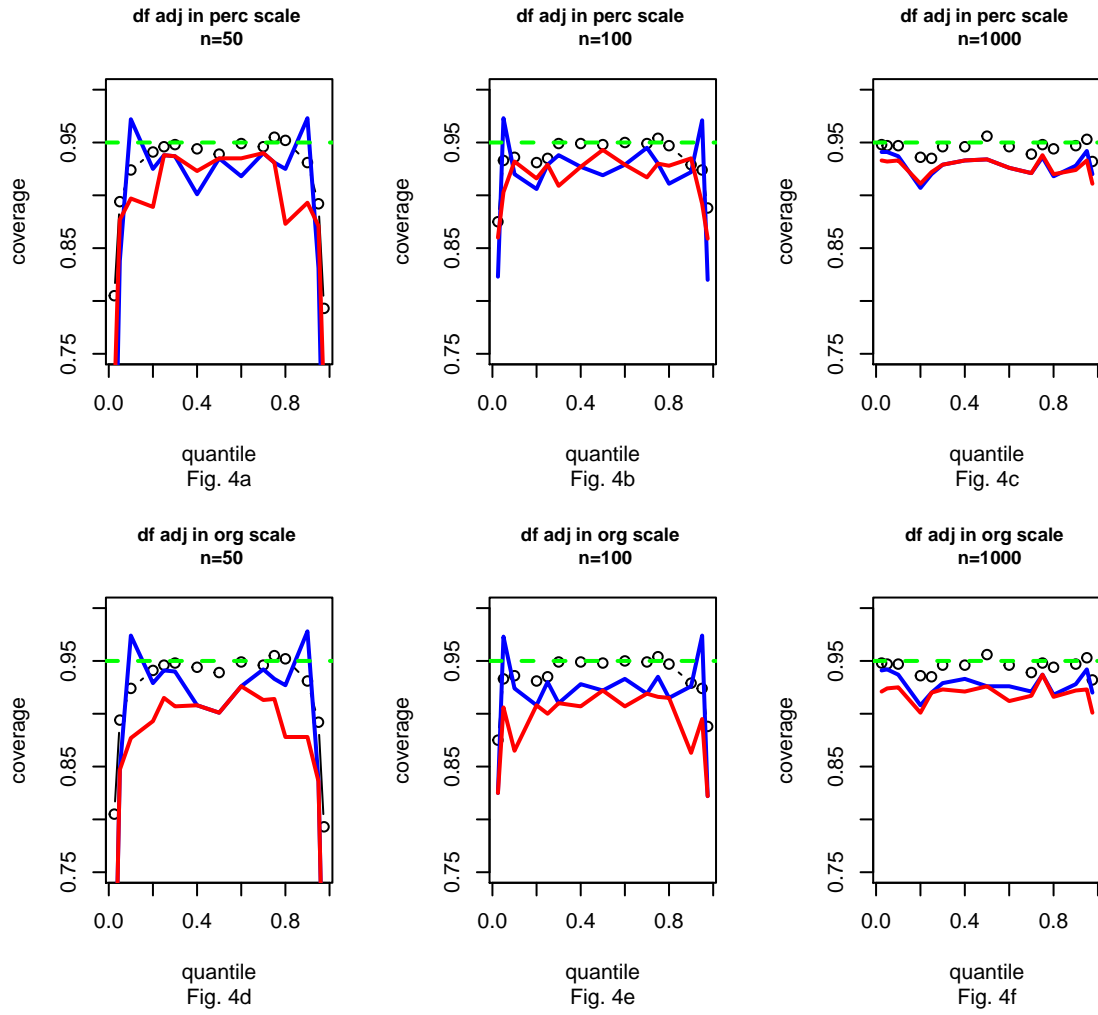 df adj in perc scale
n=50
coverage
0.75 0.85 0.95
0.0 0.4 0.8
quantile
Fig. 4a
df adj in perc scale
n=100
coverage
0.75 0.85 0.95
0.0 0.4 0.8
quantile
Fig. 4b
df adj in perc scale
n=1000
coverage
0.75 0.85 0.95
0.0 0.4 0.8
quantile
Fig. 4c
df adj in org scale
n=50
coverage
0.75 0.85 0.95
0.0 0.4 0.8
quantile
Fig. 4d
df adj in org scale
n=100
coverage
0.75 0.85 0.95
0.0 0.4 0.8
quantile
Fig. 4e
df adj in org scale
n=1000
coverage
0.75 0.85 0.95
0.0 0.4 0.8
quantile
Fig. 4f